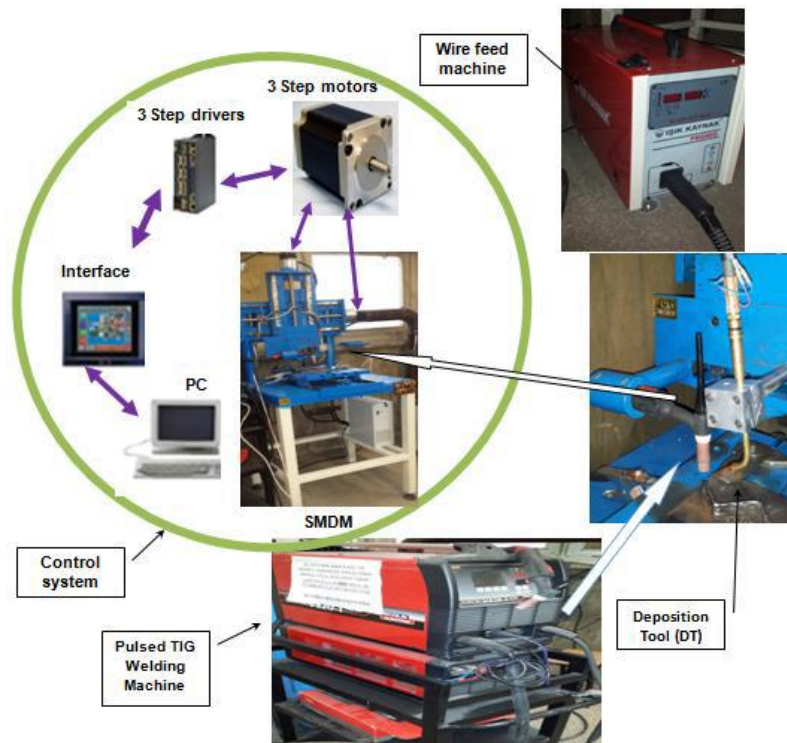 Wire feed
machine
3 Step motors
3 Step drivers
IŞIK KAYNAK
Interface
PC
SMDM
Control
system
Pulsed TIG
Welding
Machine
Deposition
Tool (DT)